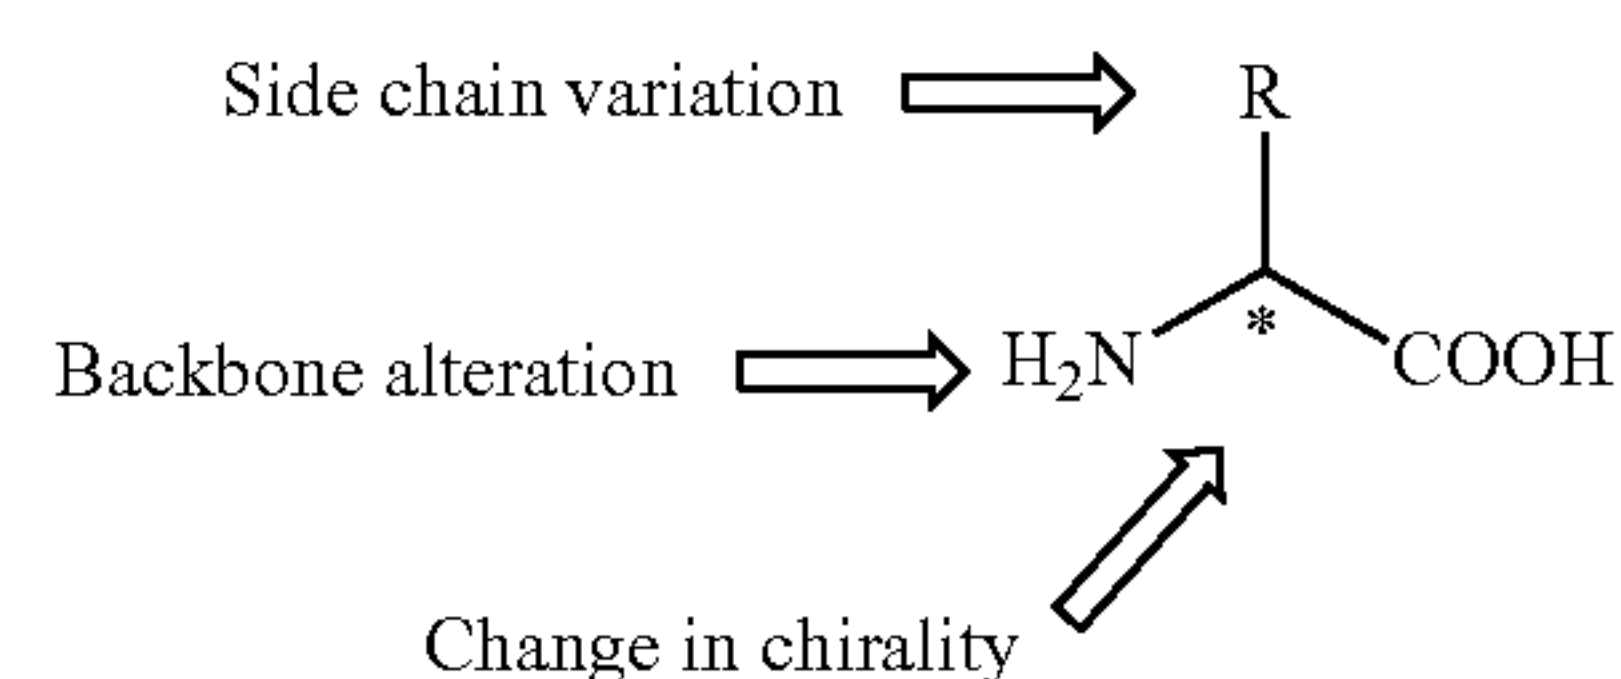 Side chain variation
R
*
Backbone alteration
H₂N
COOH
Change in chirality